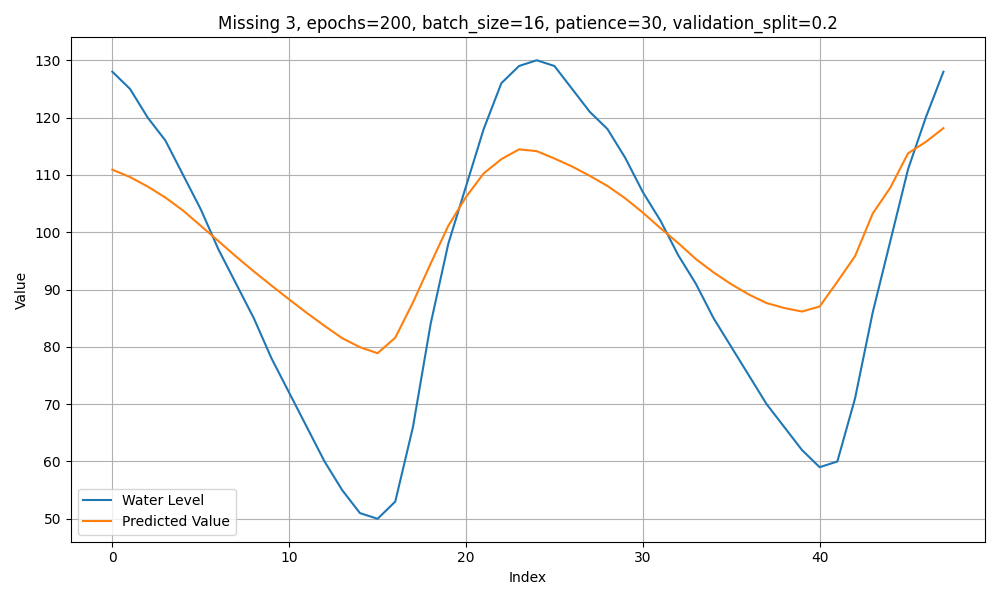 Missing 3, epochs=200, batch_size=16, patience=30, validation_split=0.2
Value
130
120
110
100
90
80
70
60
50
Water Level
Predicted Value
0 10 20 30 40
Index